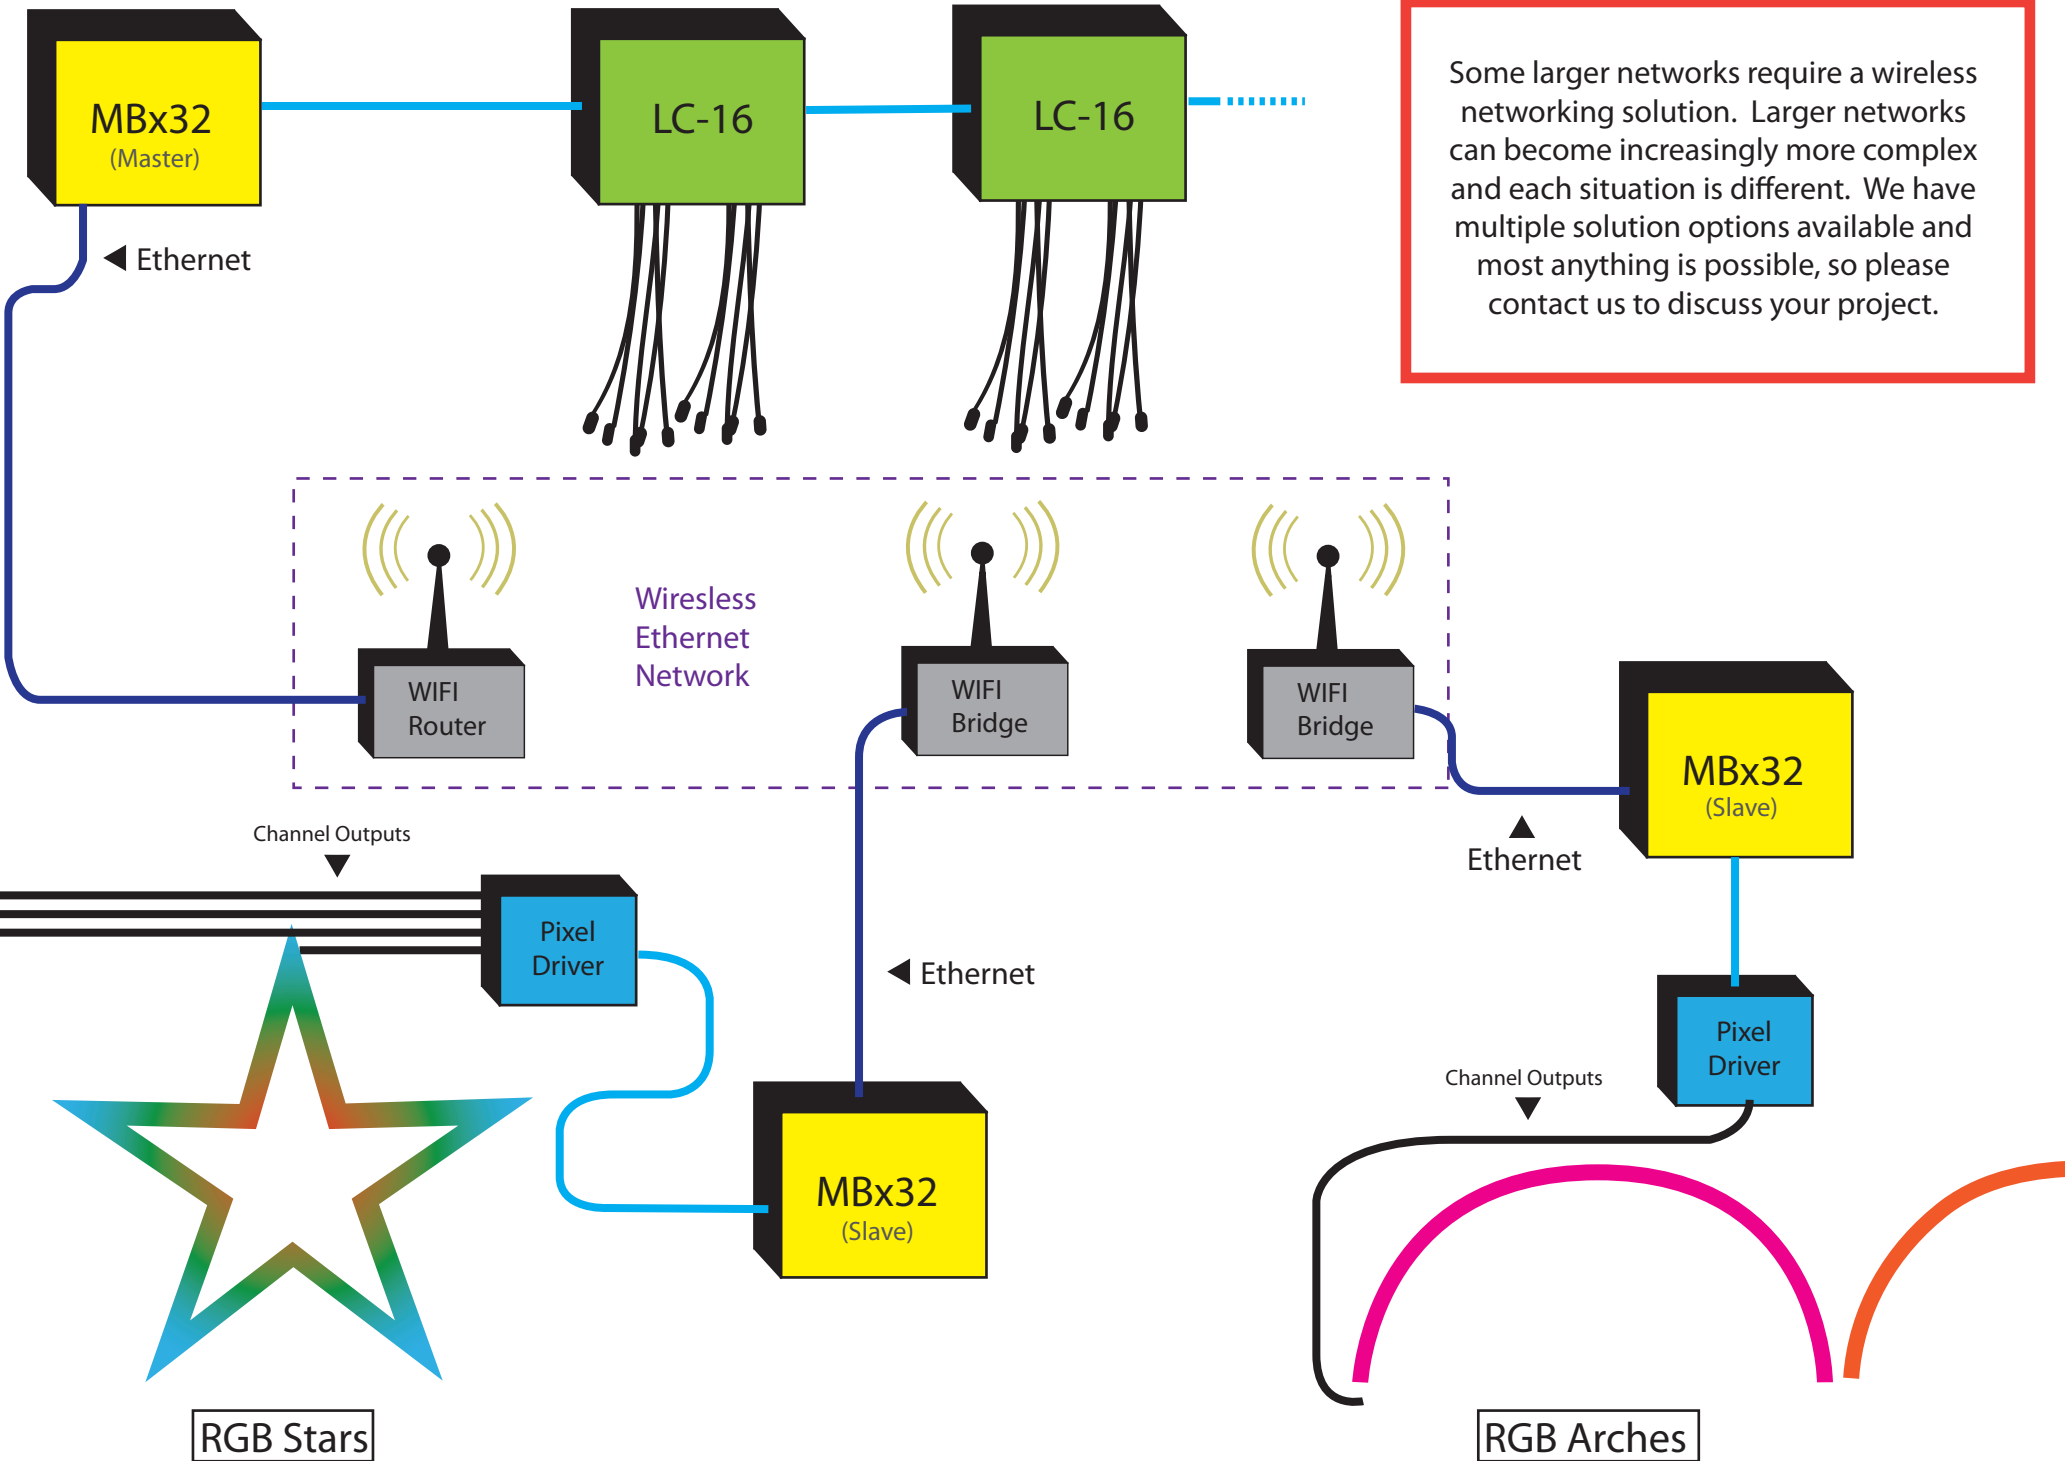 MBx32
(Master)
LC-16
LC-16
Some larger networks require a wireless
networking solution.  Larger networks
can become increasingly more complex
and each situation is different.  We have
multiple solution options available and
most anything is possible, so please
contact us to discuss your project.
Ethernet
Wiresless
Ethernet
Network
WIFI
Router
WIFI
Bridge
WIFI
Bridge
MBx32
(Slave)
Ethernet
Channel Outputs
Pixel
Driver
Ethernet
Pixel
Driver
Channel Outputs
MBx32
(Slave)
RGB Stars
RGB Arches